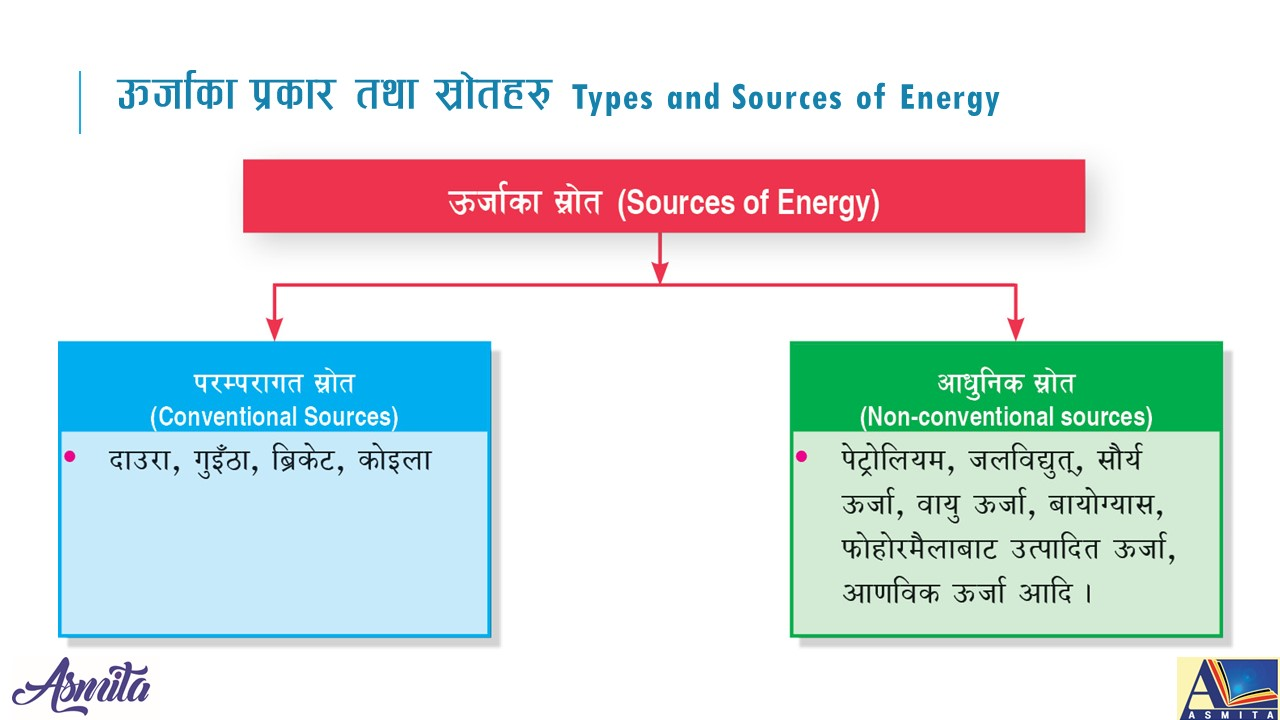 ऊर्जाका प्रकार तथा स्रोतहरु Types and Sources of Energy
ऊर्जाका स्रोत (Sources of Energy)
परम्परागत स्रोत
(Conventional Sources)
• दाउरा, गुइँठा, ब्रिकेट, कोइला
आधुनिक स्रोत
(Non-conventional sources)
• पेट्रोलियम, जलविद्युत्, सौर्य
ऊर्जा, वायु ऊर्जा, बायोग्यास,
फोहोरमैलाबाट उत्पादित ऊर्जा,
आणविक ऊर्जा आदि ।
Asmita
ASMITA